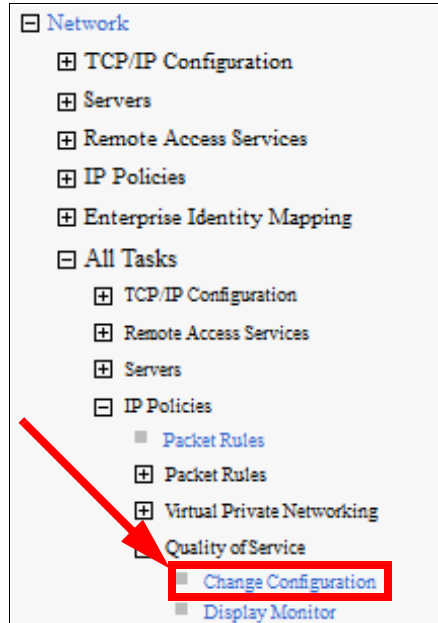 Network
TCP/IP Configuration
Servers
Remote Access Services
IP Policies
Enterprise Identity Mapping
All Tasks
TCP/IP Configuration
Remote Access Services
Servers
IP Policies
Packet Rules
Packet Rules
Virtual Private Networking
Quality of Service
Change Configuration
Display Monitor